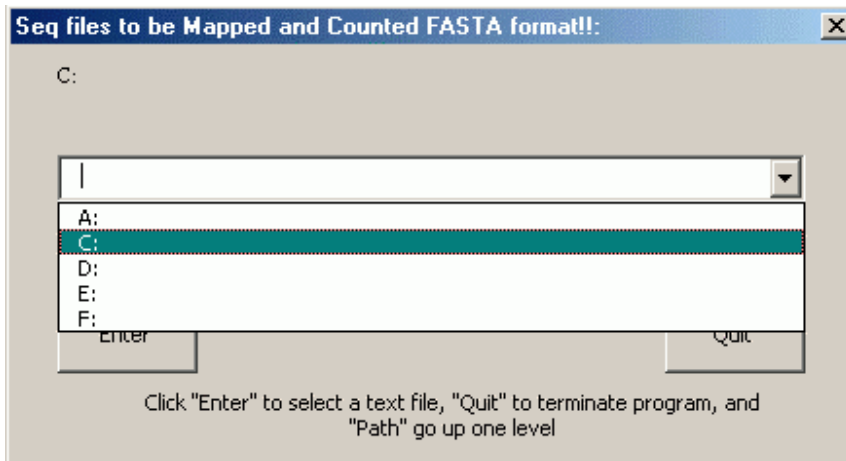 Seq files to be Mapped and Counted FASTA format!!:
C:
A:
C:
D:
E:
F:
Enter
Quit
Click "Enter" to select a text file, "Quit" to terminate program, and
"Path" go up one level